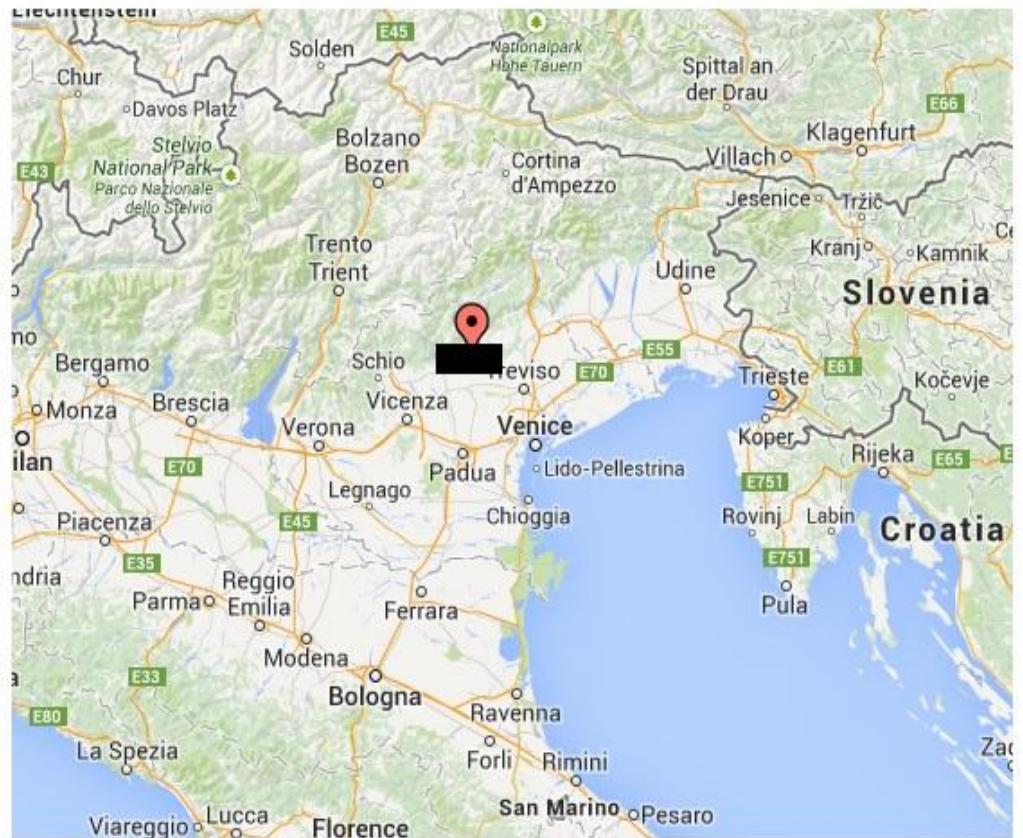 Liechtenstein
E45
Solden
Nationalpark
Hohe Tauern
Chur
Davos Platz
Spittal an
der Drau
E66
Stelvio
National Park
Parco Nazionale
dello Stelvio
E43
Bolzano
Bozen
Cortina
d'Ampezzo
Klagenfurt
Villach
Jesenice
Tržič
Trento
Trient
Kranj
Kamnik
Udine
Slovenia
Bergamo
Schio
Treviso
E70
E55
Trieste
E61
Kočevje
Monza
Brescia
Vicenza
Verona
Venice
Koper
Rijeka
E65
E70
Padua
Lido-Pellestrina
Legnago
E751
Piacenza
E45
Chioggia
Rovinj
Labin
Croatia
E35
E751
Reggio
Emilia
Parma
Ferrara
Pula
Modena
E33
Bologna
E80
Ravenna
La Spezia
Forli
Rimini
San Marino
Pesaro
Viareggio
Lucca
Florence